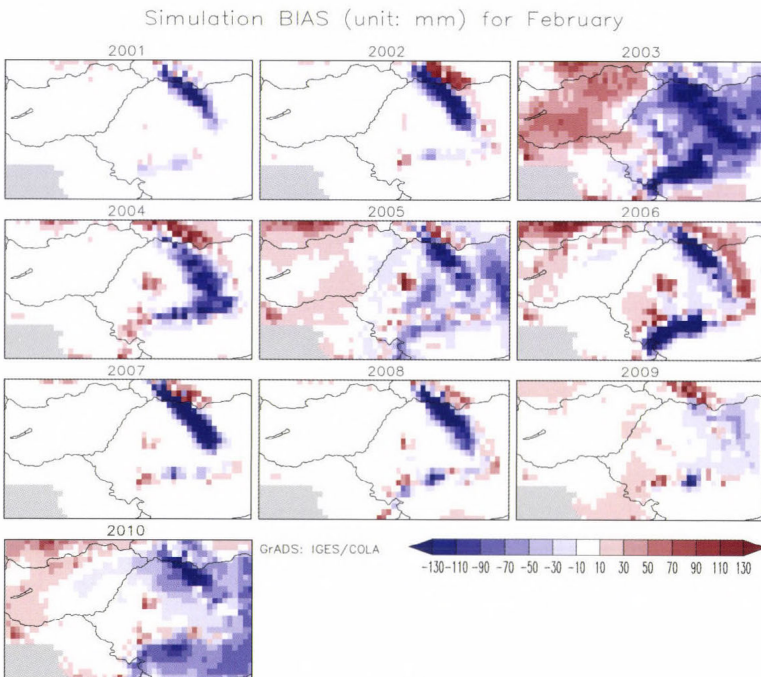 Simulation BIAS (unit: mm) for February
2001 2002 2003
2004 2005 2006
2007 2008 2009
2010
GrADS: IGES/COLA
-130 -110 -90 -70 -50 -30 -10 10 30 50 70 90 110 130